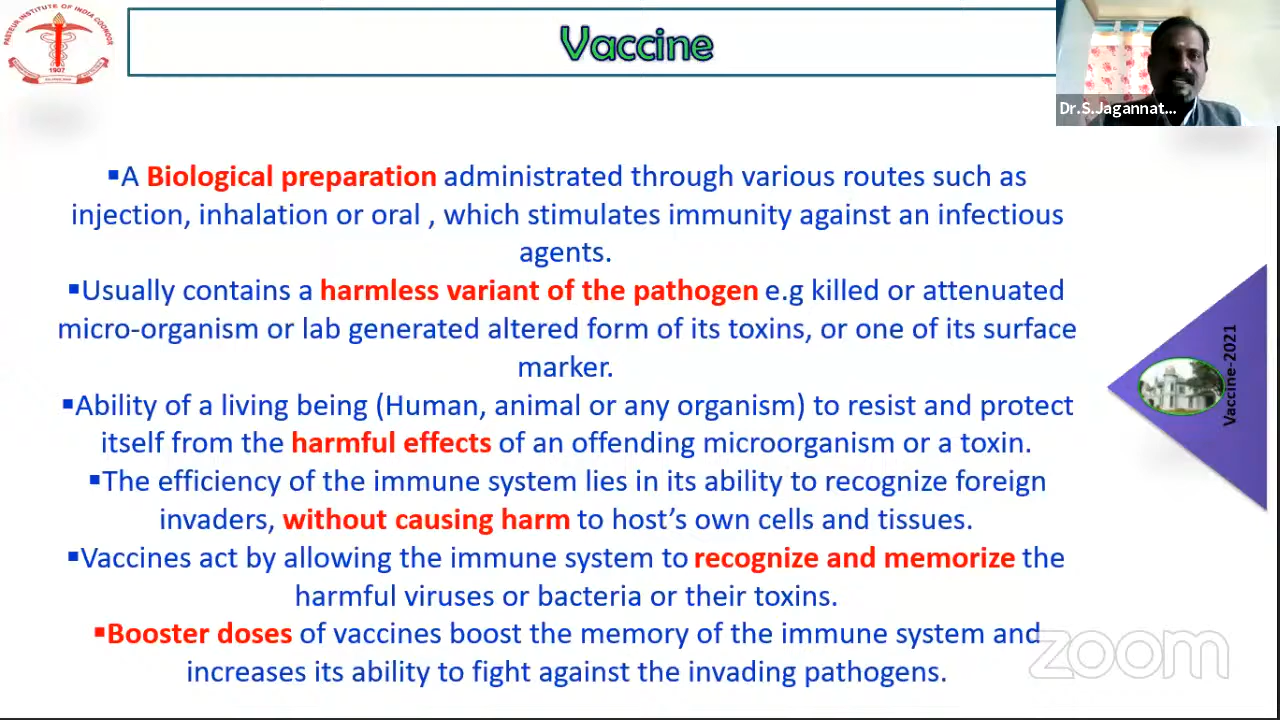 PASTEUR INSTITUTE OF INDIA COONOOR
1907
Vaccine
Dr.S.Jagannat...
▪A Biological preparation administrated through various routes such as
injection, inhalation or oral , which stimulates immunity against an infectious
agents.
▪Usually contains a harmless variant of the pathogen e.g killed or attenuated
micro-organism or lab generated altered form of its toxins, or one of its surface
marker.
▪Ability of a living being (Human, animal or any organism) to resist and protect
itself from the harmful effects of an offending microorganism or a toxin.
▪The efficiency of the immune system lies in its ability to recognize foreign
invaders, without causing harm to host’s own cells and tissues.
▪Vaccines act by allowing the immune system to recognize and memorize the
harmful viruses or bacteria or their toxins.
▪Booster doses of vaccines boost the memory of the immune system and
increases its ability to fight against the invading pathogens.
Vaccine-2021
zoom